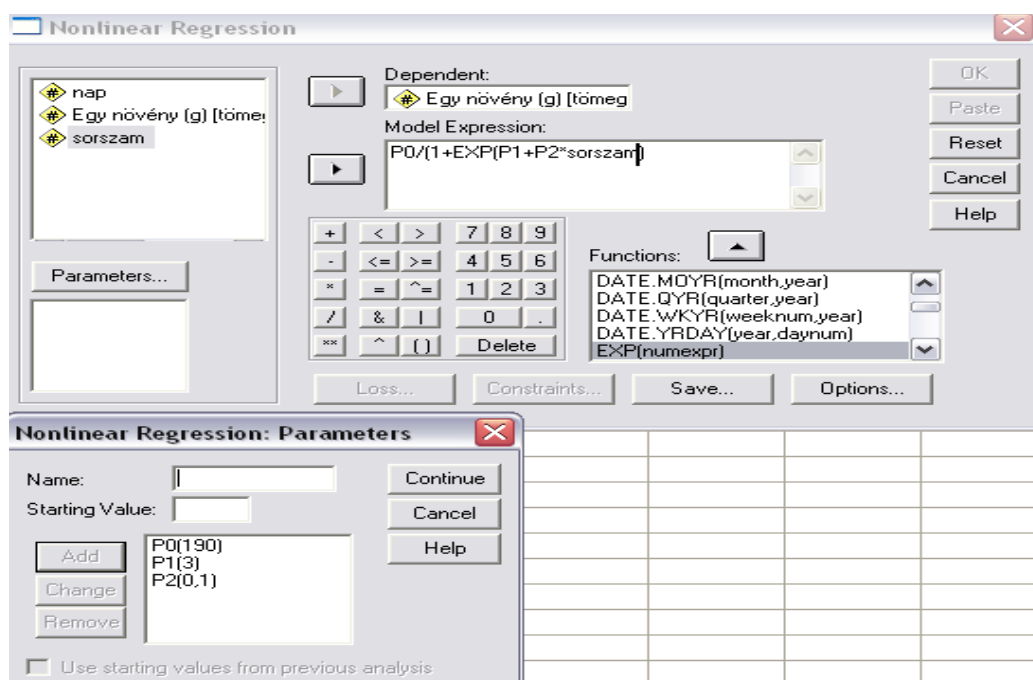 Nonlinear Regression
nap
Egy növény (g) [töme
sorszam
Dependent:
Egy növény (g) [tömeg
Model Expression:
P0/(1+EXP(P1+P2*sorszam)
OK
Paste
Reset
Cancel
Help
Parameters...
+ < > 7 8 9
- <= >= 4 5 6
* = ~= 1 2 3
/ & | 0 .
** ^ () Delete
Functions:
DATE.MOYR(month,year)
DATE.QYR(quarter,year)
DATE.WKYR(weeknum,year)
DATE.YRDAY(year,daynum)
EXP(numexpr)
Loss...
Constraints...
Save...
Options...
Nonlinear Regression: Parameters
Name:
Starting Value:
Continue
Cancel
Help
Add
Change
Remove
P0(190)
P1(3)
P2(0,1)
Use starting values from previous analysis